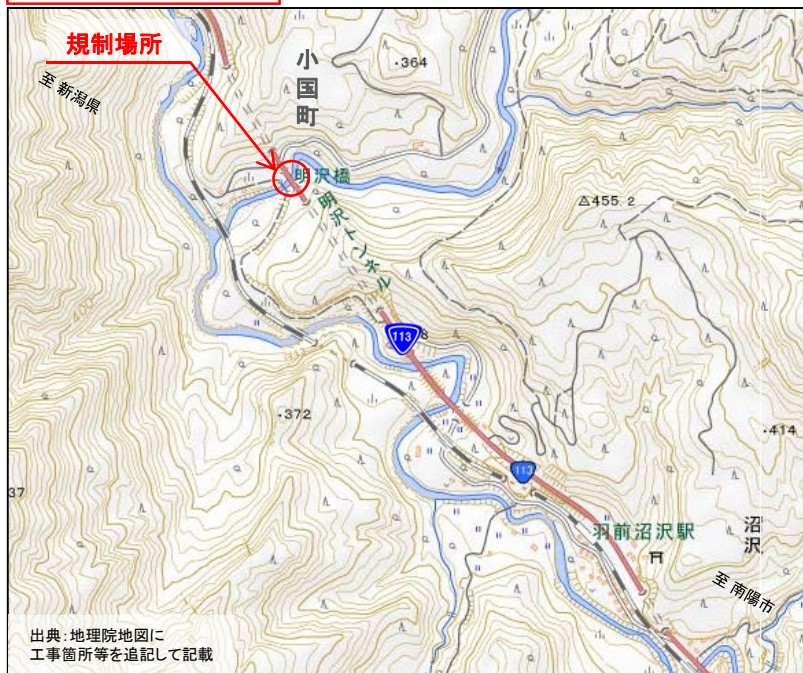 規制場所
至 新潟県
小国町
・364
明沢橋
明沢トンネル
△455.2
113
8
・372
・414
37
113
羽前沼沢駅
沼沢
至 南陽市
出典：地理院地図に
工事箇所等を追記して記載